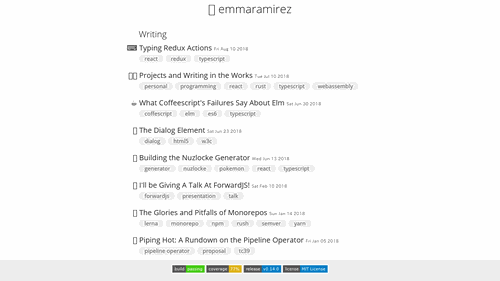 emmaramirez
Writing
Typing Redux Actions Fri Aug 10 2018
react redux typescript
Projects and Writing in the Works Tue Jul 10 2018
personal programming react rust typescript webassembly
What Coffeescript's Failures Say About Elm Sat Jun 30 2018
coffescript elm es6 typescript
The Dialog Element Sat Jun 23 2018
dialog html5 w3c
Building the Nuzlocke Generator Wed Jun 13 2018
generator nuzlocke pokemon react typescript
I'll be Giving A Talk At ForwardJS! Sat Feb 10 2018
forwardjs presentation talk
The Glories and Pitfalls of Monorepos Sun Jan 14 2018
lerna monorepo npm rush semver yarn
Piping Hot: A Rundown on the Pipeline Operator Fri Jan 05 2018
pipeline operator proposal tc39
build passing coverage 77% release v0.14.0 license MIT License